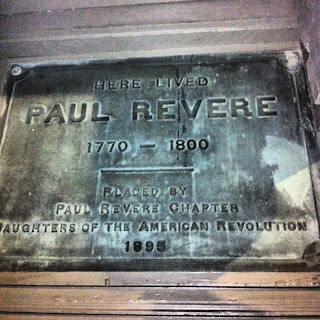 HERE LIVED
PAUL REVERE
1770 — 1800
PLACED BY
PAUL REVERE CHAPTER
DAUGHTERS OF THE AMERICAN REVOLUTION
1895